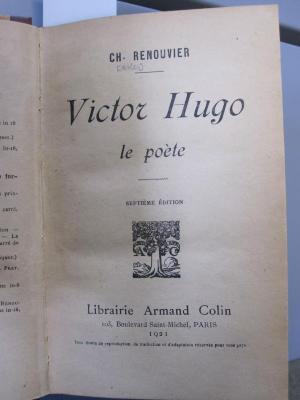 CH. RENOUVIER
Victor Hugo
le poète
SEPTIÈME ÉDITION
Librairie Armand Colin
103, Boulevard Saint-Michel, PARIS
1921
Tous droits de reproduction, de traduction et d'adaptation réservés pour tous pays.